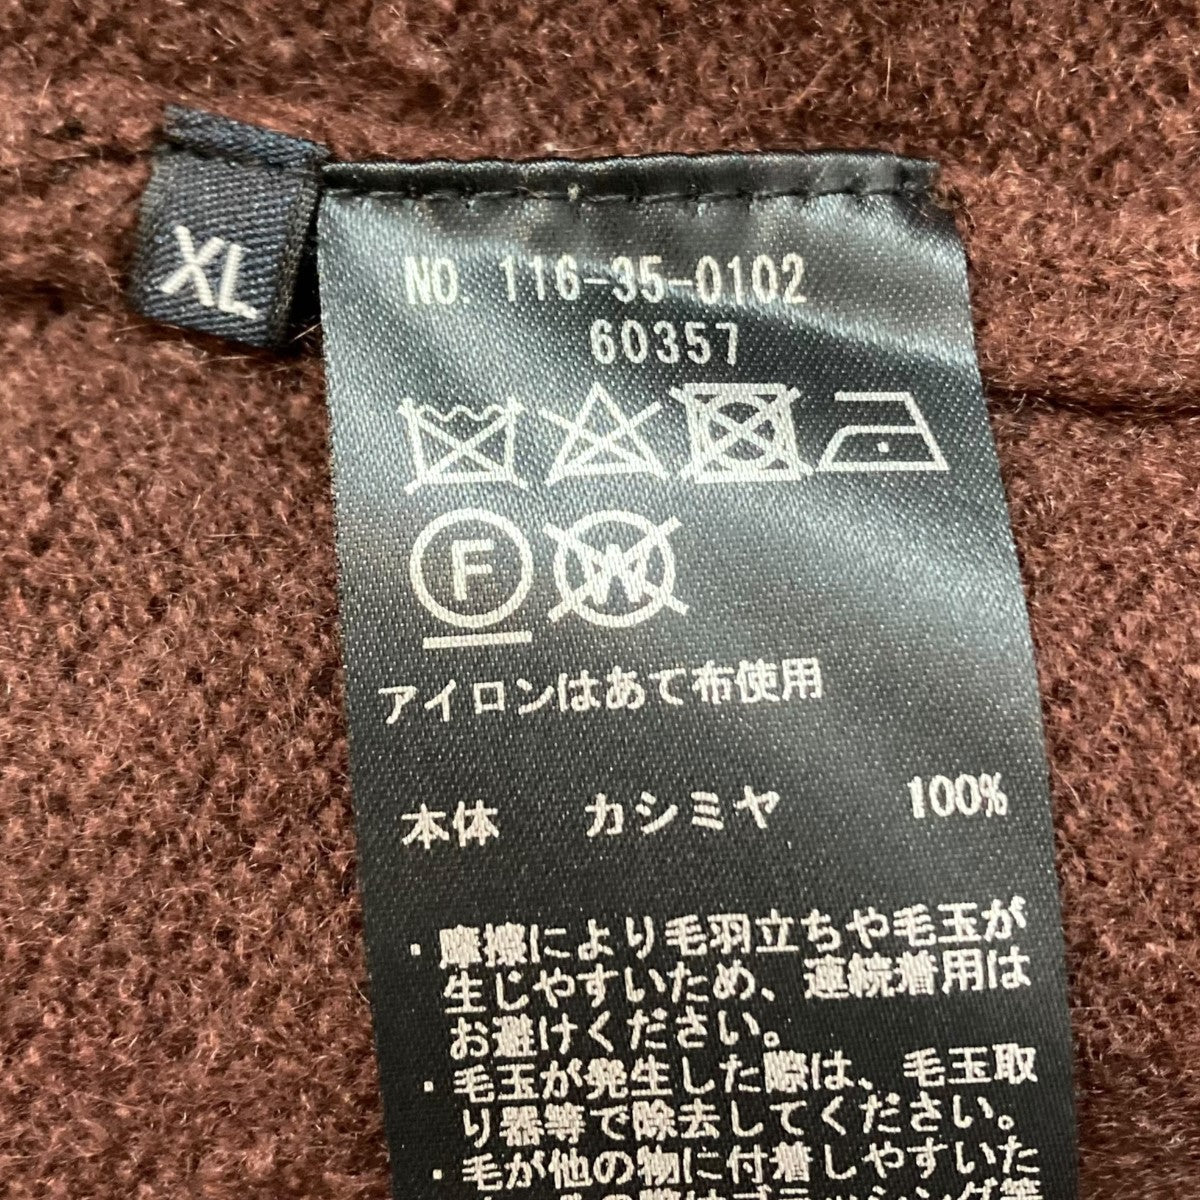 XL
NO. 116-35-0102
60357
F
W
アイロンはあて布使用
本体 カシミヤ 100%
・摩擦により毛羽立ちや毛玉が
生じやすいため、連続着用は
お避けください。
・毛玉が発生した際は、毛玉取
り器等で除去してください。
・毛が他の物に付着しやすいた